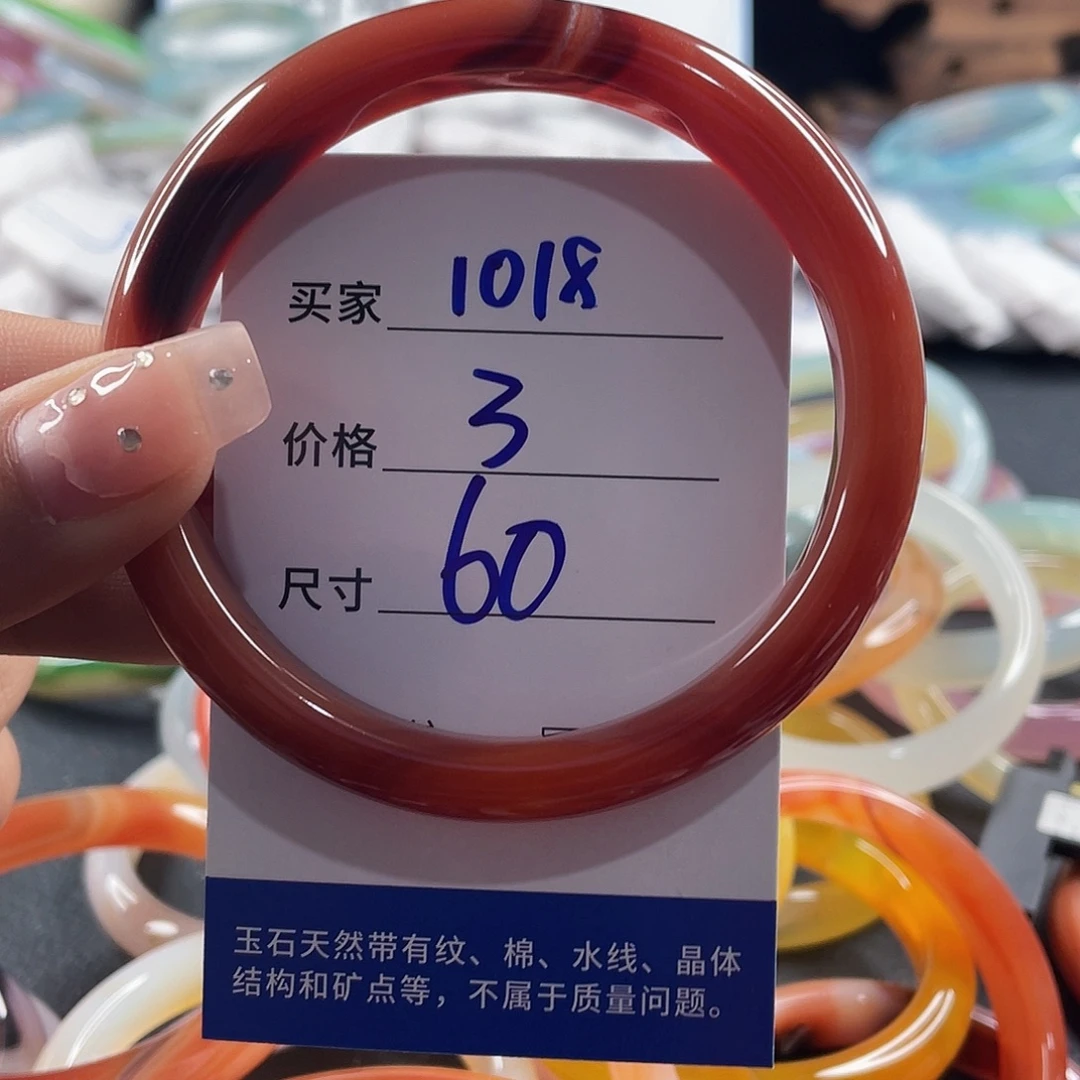 买家 1018
价格 3
尺寸 60
玉石天然带有纹、棉、水线、晶体
结构和矿点等，不属于质量问题。